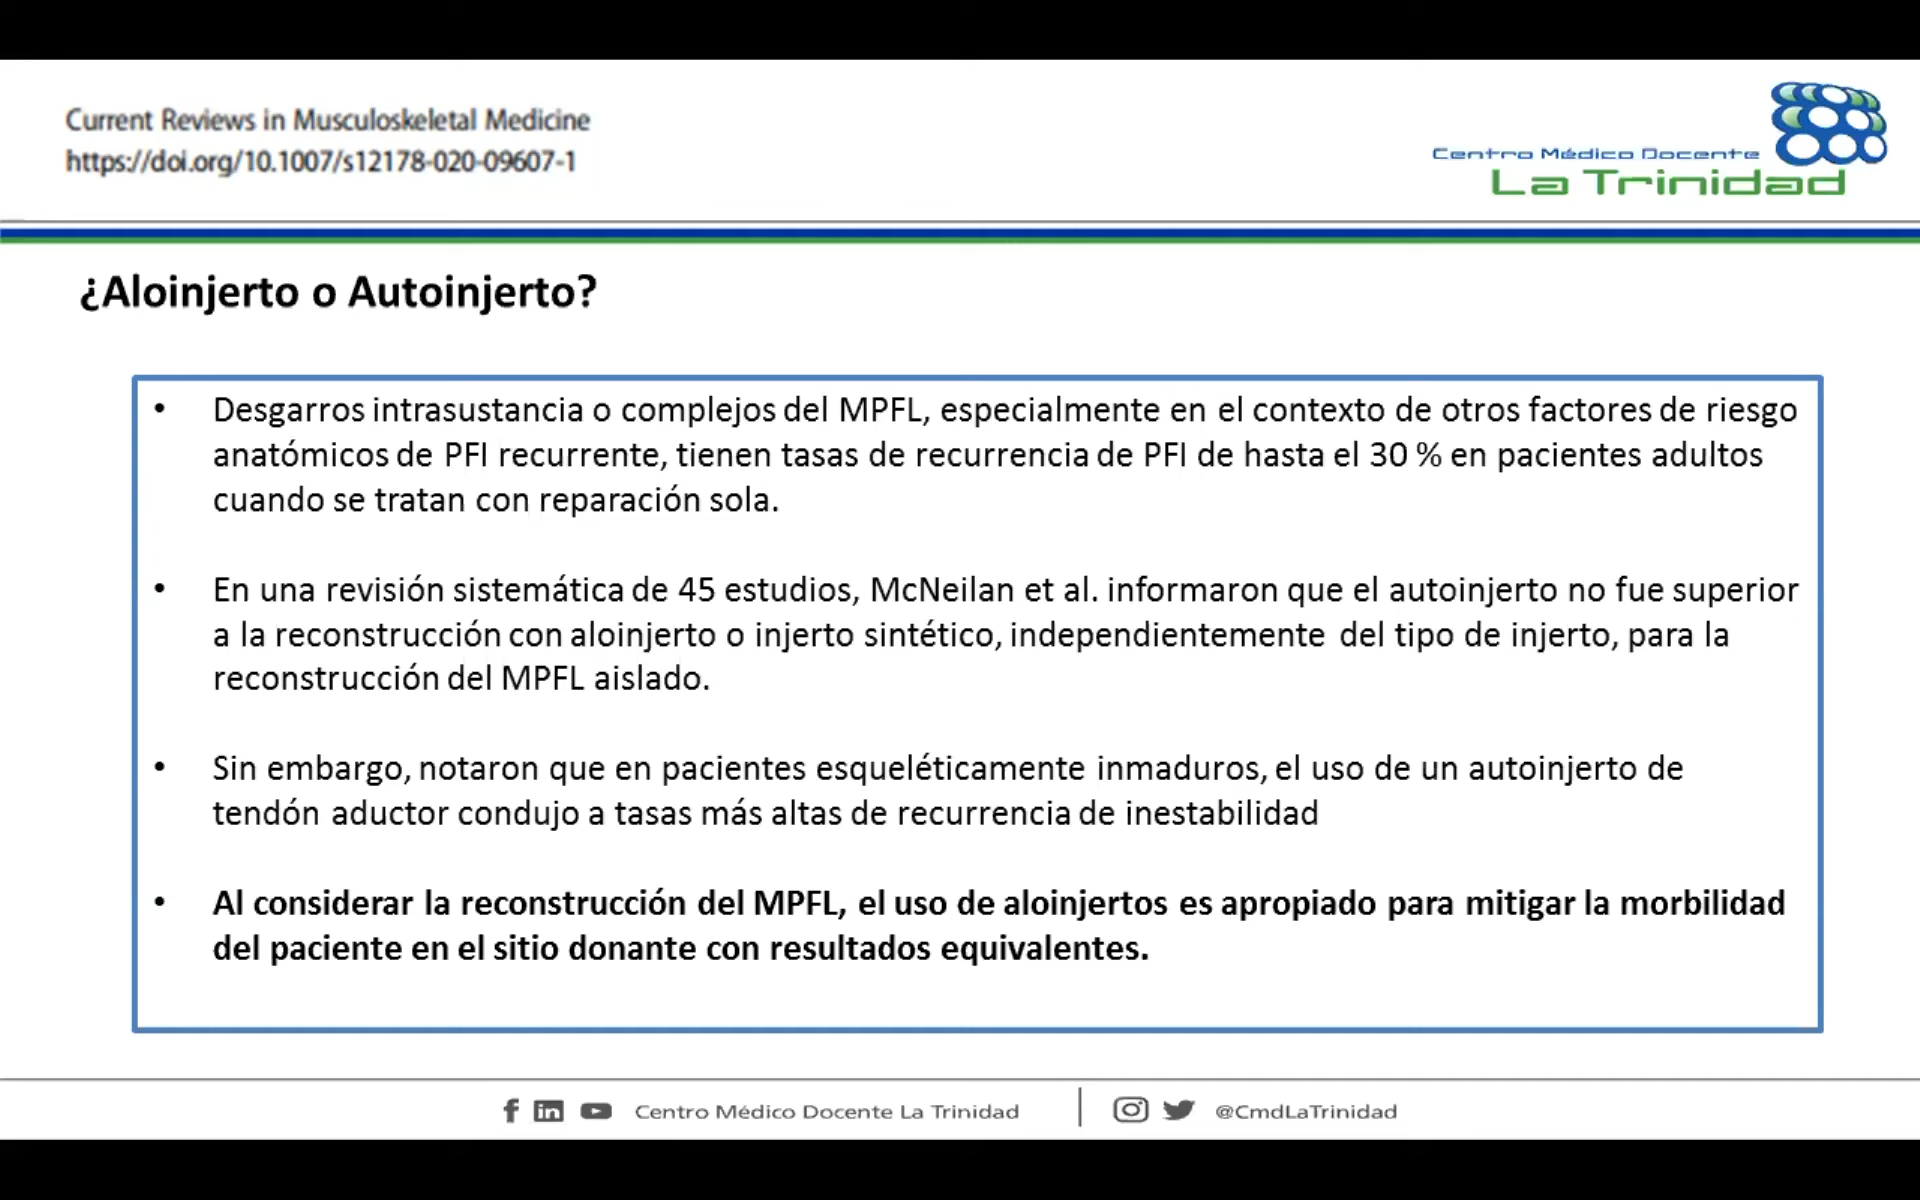 Current Reviews in Musculoskeletal Medicine
https://doi.org/10.1007/s12178-020-09607-1
Centro Médico Docente
La Trinidad
¿Aloinjerto o Autoinjerto?
• Desgarros intrasustancia o complejos del MPFL, especialmente en el contexto de otros factores de riesgo
anatómicos de PFI recurrente, tienen tasas de recurrencia de PFI de hasta el 30 % en pacientes adultos
cuando se tratan con reparación sola.
• En una revisión sistemática de 45 estudios, McNeilan et al. informaron que el autoinjerto no fue superior
a la reconstrucción con aloinjerto o injerto sintético, independientemente del tipo de injerto, para la
reconstrucción del MPFL aislado.
• Sin embargo, notaron que en pacientes esqueléticamente inmaduros, el uso de un autoinjerto de
tendón aductor condujo a tasas más altas de recurrencia de inestabilidad
• Al considerar la reconstrucción del MPFL, el uso de aloinjertos es apropiado para mitigar la morbilidad
del paciente en el sitio donante con resultados equivalentes.
Centro Médico Docente La Trinidad
@CmdLaTrinidad